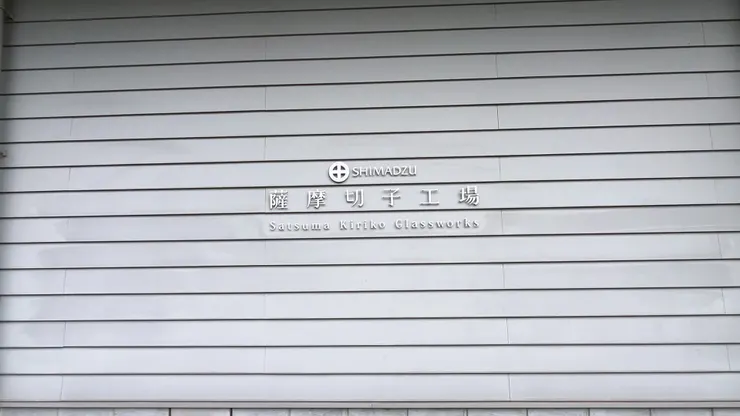 SHIMADZU
薩摩切子工場
Satsuma Kiriko Glassworks